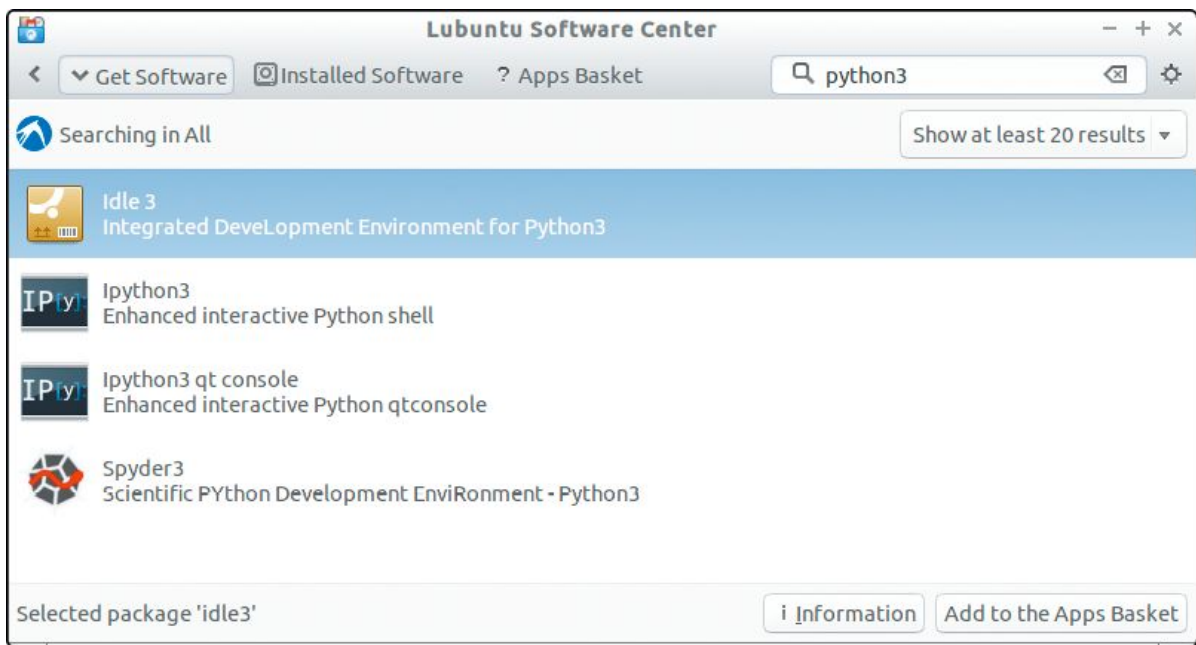 Lubuntu Software Center
Get Software Installed Software ? Apps Basket python3
Searching in All Show at least 20 results
Idle 3
Integrated DeveLopment Environment for Python3
IP[y]: Ipython3
Enhanced interactive Python shell
IP[y]: Ipython3 qt console
Enhanced interactive Python qtconsole
Spyder3
Scientific PYthon Development EnviRonment - Python3
Selected package 'idle3' i Information Add to the Apps Basket